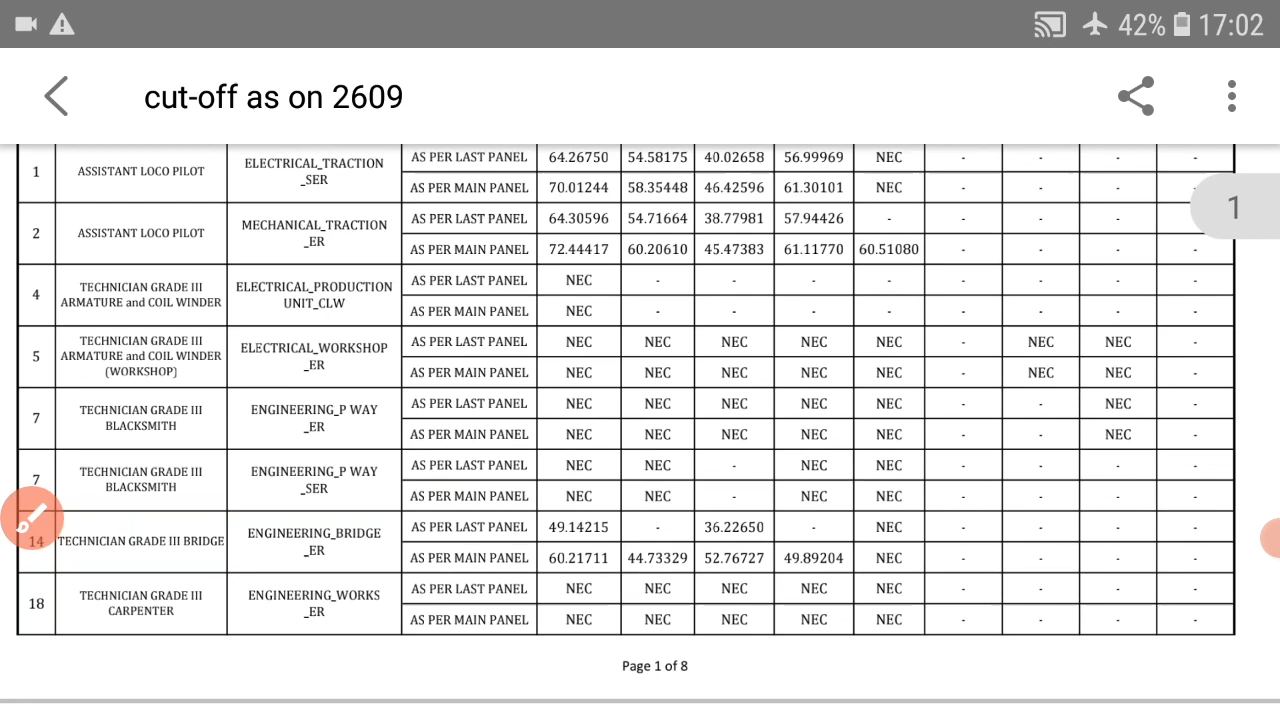 42% 17:02
cut-off as on 2609
1 ASSISTANT LOCO PILOT ELECTRICAL_TRACTION _SER AS PER LAST PANEL 64.26750 54.58175 40.02658 56.99969 NEC - - - -
AS PER MAIN PANEL 70.01244 58.35448 46.42596 61.30101 NEC - - - -
1
2 ASSISTANT LOCO PILOT MECHANICAL_TRACTION _ER AS PER LAST PANEL 64.30596 54.71664 38.77981 57.94426 - - - - -
AS PER MAIN PANEL 72.44417 60.20610 45.47383 61.11770 60.51080 - - - -
4 TECHNICIAN GRADE III ARMATURE and COIL WINDER ELECTRICAL_PRODUCTION UNIT_CLW AS PER LAST PANEL NEC - - - - - - - -
AS PER MAIN PANEL NEC - - - - - - - -
5 TECHNICIAN GRADE III ARMATURE and COIL WINDER (WORKSHOP) ELECTRICAL_WORKSHOP _ER AS PER LAST PANEL NEC NEC NEC NEC NEC - NEC NEC -
AS PER MAIN PANEL NEC NEC NEC NEC NEC - NEC NEC -
7 TECHNICIAN GRADE III BLACKSMITH ENGINEERING_P WAY _ER AS PER LAST PANEL NEC NEC NEC NEC NEC - - NEC -
AS PER MAIN PANEL NEC NEC NEC NEC NEC - - NEC -
7 TECHNICIAN GRADE III BLACKSMITH ENGINEERING_P WAY _SER AS PER LAST PANEL NEC NEC - NEC NEC - - - -
AS PER MAIN PANEL NEC NEC - NEC NEC - - - -
14 TECHNICIAN GRADE III BRIDGE ENGINEERING_BRIDGE _ER AS PER LAST PANEL 49.14215 - 36.22650 - NEC - - - -
AS PER MAIN PANEL 60.21711 44.73329 52.76727 49.89204 NEC - - - -
18 TECHNICIAN GRADE III CARPENTER ENGINEERING_WORKS _ER AS PER LAST PANEL NEC NEC NEC NEC NEC - - - -
AS PER MAIN PANEL NEC NEC NEC NEC NEC - - - -
Page 1 of 8